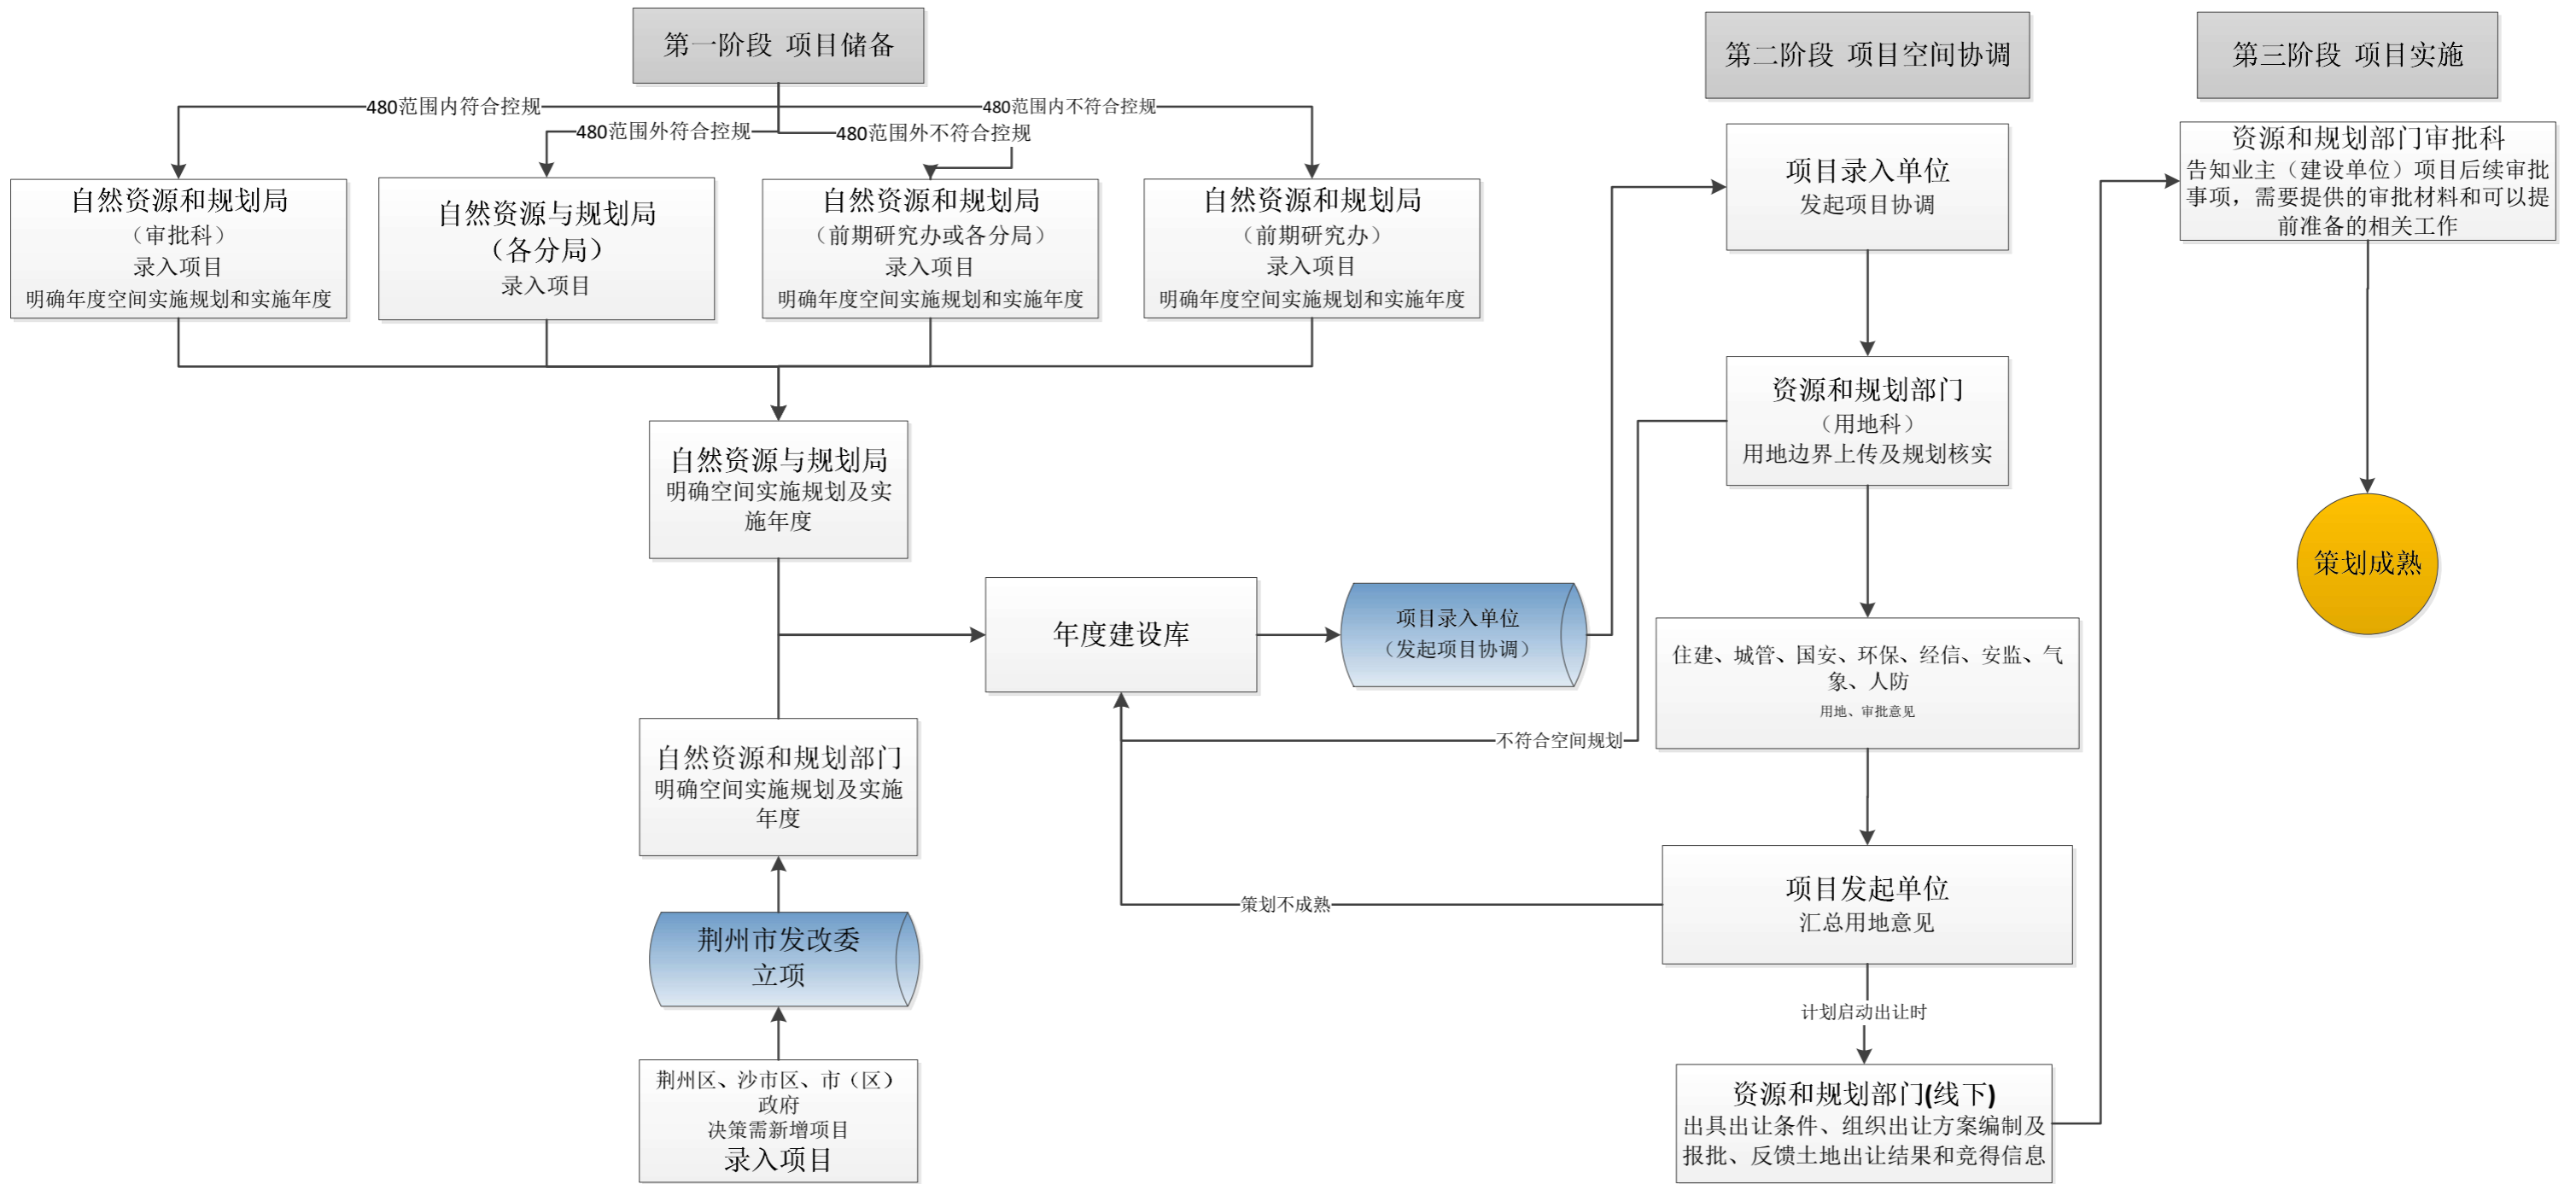 第一阶段 项目储备
480范围内符合控规
480范围外符合控规
480范围外不符合控规
480范围内不符合控规
自然资源和规划局
（审批科）
录入项目
明确年度空间实施规划和实施年度
自然资源与规划局
（各分局）
录入项目
自然资源和规划局
（前期研究办或各分局）
录入项目
明确年度空间实施规划和实施年度
自然资源和规划局
（前期研究办）
录入项目
明确年度空间实施规划和实施年度
自然资源与规划局
明确空间实施规划及实
施年度
年度建设库
项目录入单位
（发起项目协调）
自然资源和规划部门
明确空间实施规划及实施
年度
荆州市发改委
立项
荆州区、沙市区、市（区）
政府
决策需新增项目
录入项目
第二阶段 项目空间协调
项目录入单位
发起项目协调
资源和规划部门
（用地科）
用地边界上传及规划核实
不符合空间规划
住建、城管、国安、环保、经信、安监、气
象、人防
用地、审批意见
项目发起单位
汇总用地意见
策划不成熟
计划启动出让时
资源和规划部门(线下)
出具出让条件、组织出让方案编制及
报批、反馈土地出让结果和竞得信息
第三阶段 项目实施
资源和规划部门审批科
告知业主（建设单位）项目后续审批
事项，需要提供的审批材料和可以提
前准备的相关工作
策划成熟